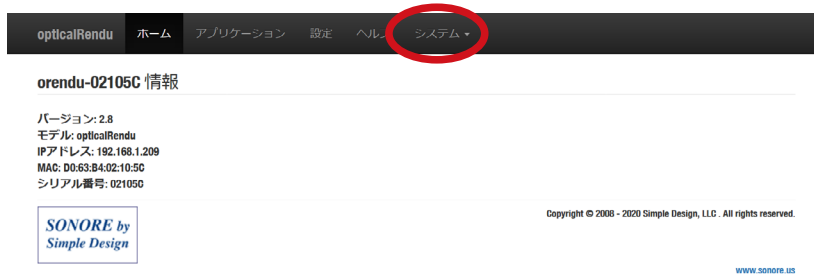 opticalRendu ホーム アプリケーション 設定 ヘルプ システム
orendu-02105C 情報
バージョン: 2.8
モデル: opticalRendu
IPアドレス: 192.168.1.209
MAC: D0:63:B4:02:10:5C
シリアル番号: 02105C
SONORE by
Simple Design
Copyright © 2008 - 2020 Simple Design, LLC . All rights reserved.
www.sonore.us